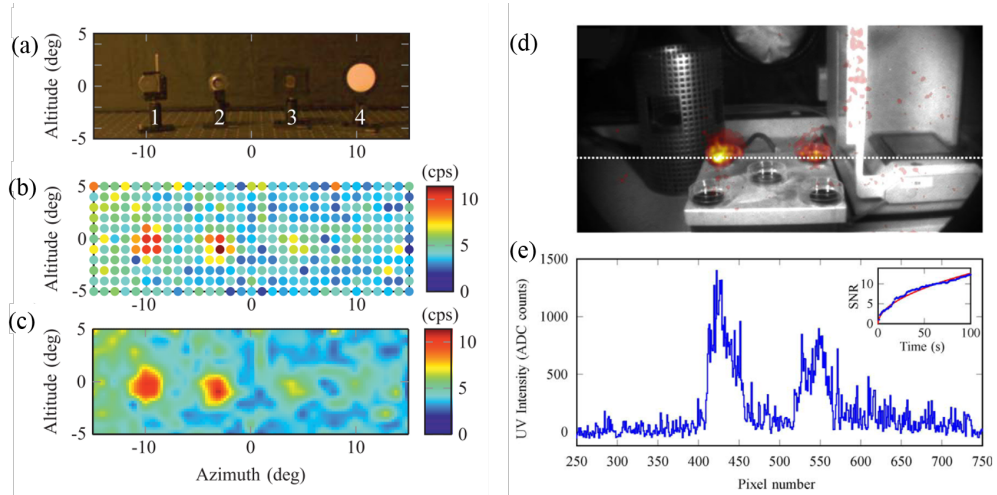 (a)
Altitude (deg)
5
0
-5
1 2 3 4
-10 0 10
(b)
(cps)
Altitude (deg)
5
0
-5
10
5
0
-10 0 10
(c)
(cps)
Altitude (deg)
5
0
-5
10
5
0
-10 0 10
Azimuth (deg)
(d)
(e)
UV Intensity (ADC counts)
1500
1000
500
0
SNR
10
5
0
0 50 100
Time (s)
250 300 350 400 450 500 550 600 650 700 750
Pixel number